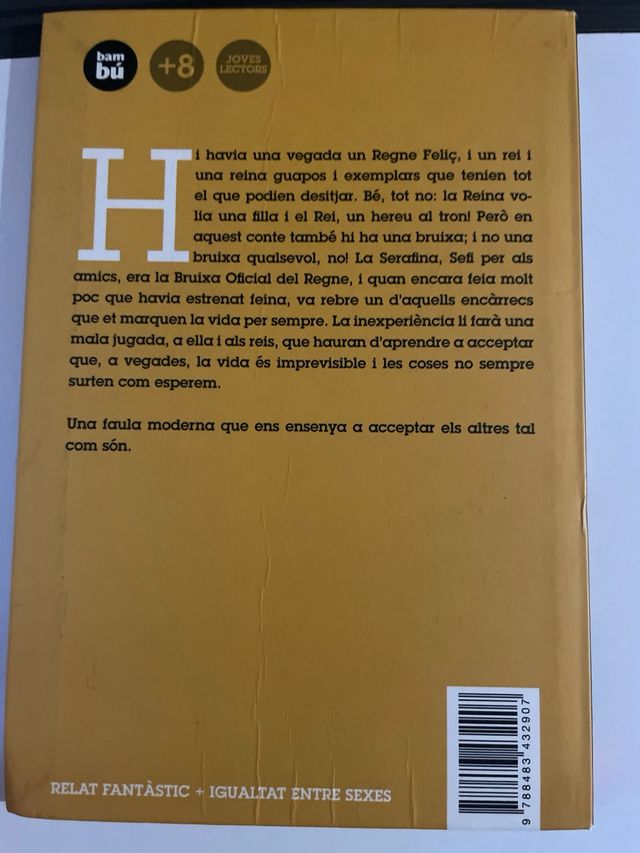 bam
bú
+8
JOVES
LECTORS
Hi havia una vegada un Regne Feliç, i un rei i
una reina guapos i exemplars que tenien tot
el que podien desitjar. Bé, tot no: la Reina vo-
lia una filla i el Rei, un hereu al tron! Però en
aquest conte també hi ha una bruixa; i no una
bruixa qualsevol, no! La Serafina, Sefi per als
amics, era la Bruixa Oficial del Regne, i quan encara feia molt
poc que havia estrenat feina, va rebre un d'aquells encàrrecs
que et marquen la vida per sempre. La inexperiència li farà una
mala jugada, a ella i als reis, que hauran d'aprendre a acceptar
que, a vegades, la vida és imprevisible i les coses no sempre
surten com esperem.
Una faula moderna que ens ensenya a acceptar els altres tal
com són.
RELAT FANTÀSTIC + IGUALTAT ENTRE SEXES
9 788483 432907